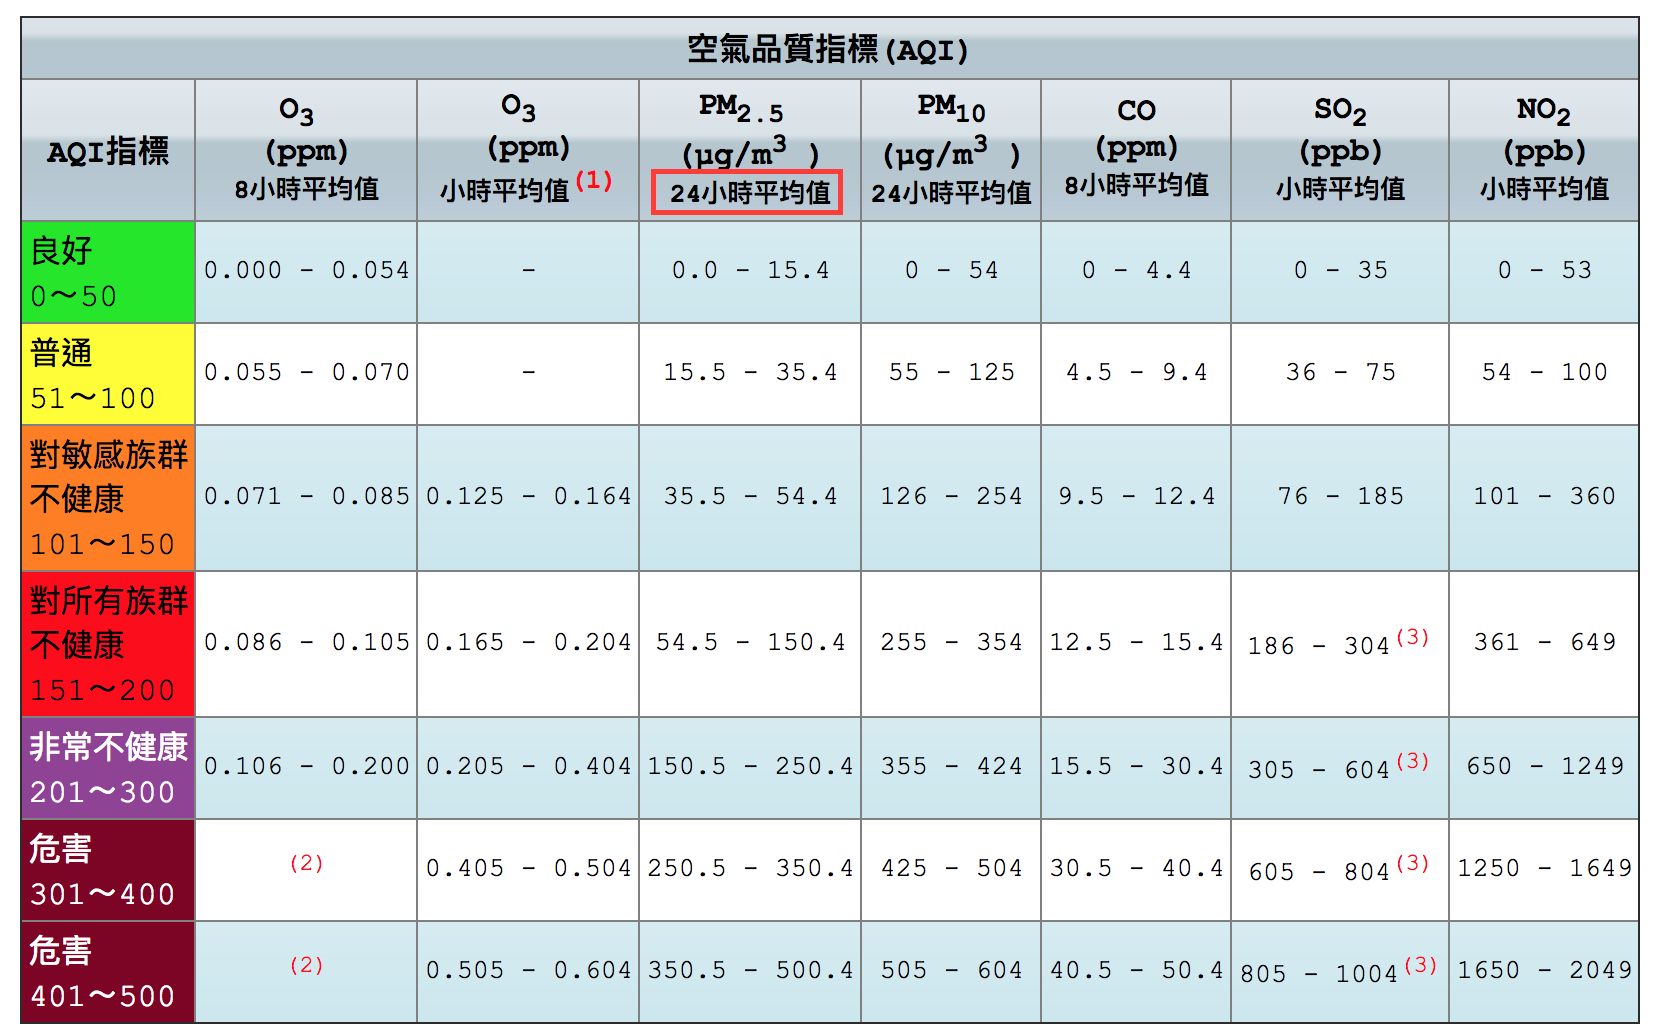 空氣品質指標(AQI)
AQI指標
O3
(ppm)
8小時平均值
O3
(ppm)
小時平均值(1)
PM2.5
(μg/m3 )
24小時平均值
PM10
(μg/m3 )
24小時平均值
CO
(ppm)
8小時平均值
SO2
(ppb)
小時平均值
NO2
(ppb)
小時平均值
良好
0～50
0.000 - 0.054
-
0.0 - 15.4
0 - 54
0 - 4.4
0 - 35
0 - 53
普通
51～100
0.055 - 0.070
-
15.5 - 35.4
55 - 125
4.5 - 9.4
36 - 75
54 - 100
對敏感族群
不健康
101～150
0.071 - 0.085
0.125 - 0.164
35.5 - 54.4
126 - 254
9.5 - 12.4
76 - 185
101 - 360
對所有族群
不健康
151～200
0.086 - 0.105
0.165 - 0.204
54.5 - 150.4
255 - 354
12.5 - 15.4
186 - 304(3)
361 - 649
非常不健康
201～300
0.106 - 0.200
0.205 - 0.404
150.5 - 250.4
355 - 424
15.5 - 30.4
305 - 604(3)
650 - 1249
危害
301～400
(2)
0.405 - 0.504
250.5 - 350.4
425 - 504
30.5 - 40.4
605 - 804(3)
1250 - 1649
危害
401～500
(2)
0.505 - 0.604
350.5 - 500.4
505 - 604
40.5 - 50.4
805 - 1004(3)
1650 - 2049